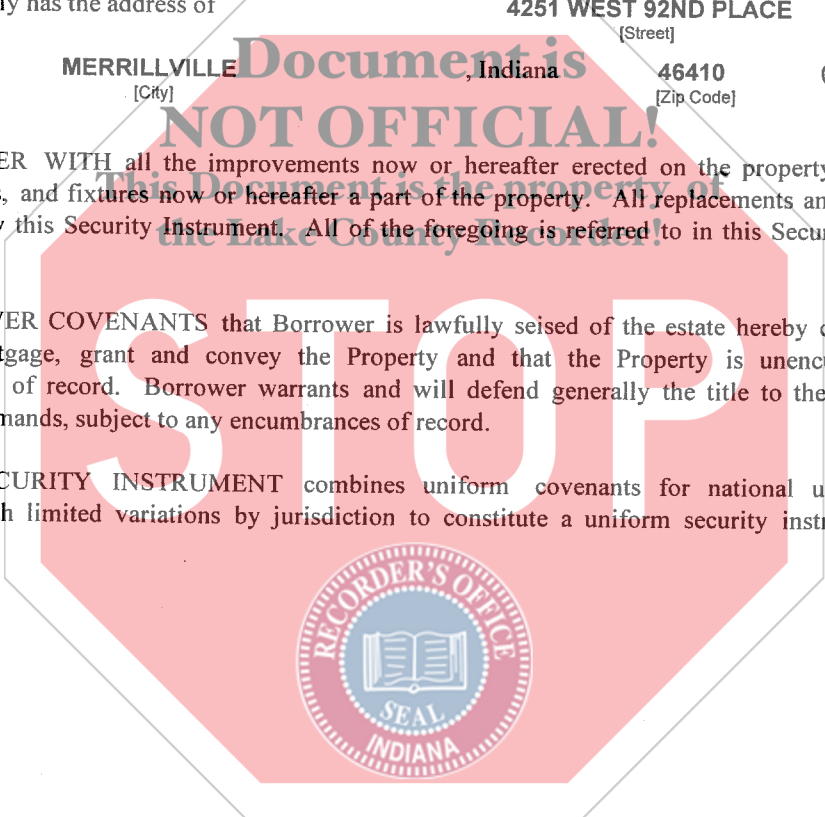 y has the address of
4251 WEST 92ND PLACE
[Street]
MERRILLVILLE , Indiana 46410
[City] [Zip Code]
Document is
NOT OFFICIAL!
This Document is the property of
the Lake County Recorder!
ER WITH all the improvements now or hereafter erected on the property
, and fixtures now or hereafter a part of the property. All replacements an
this Security Instrument. All of the foregoing is referred to in this Secur
ER COVENANTS that Borrower is lawfully seised of the estate hereby c
tgage, grant and convey the Property and that the Property is unencu
of record. Borrower warrants and will defend generally the title to the
mands, subject to any encumbrances of record.
STOP
CURITY INSTRUMENT combines uniform covenants for national u
h limited variations by jurisdiction to constitute a uniform security instr
RECORDER'S OFFICE
SEAL
INDIANA